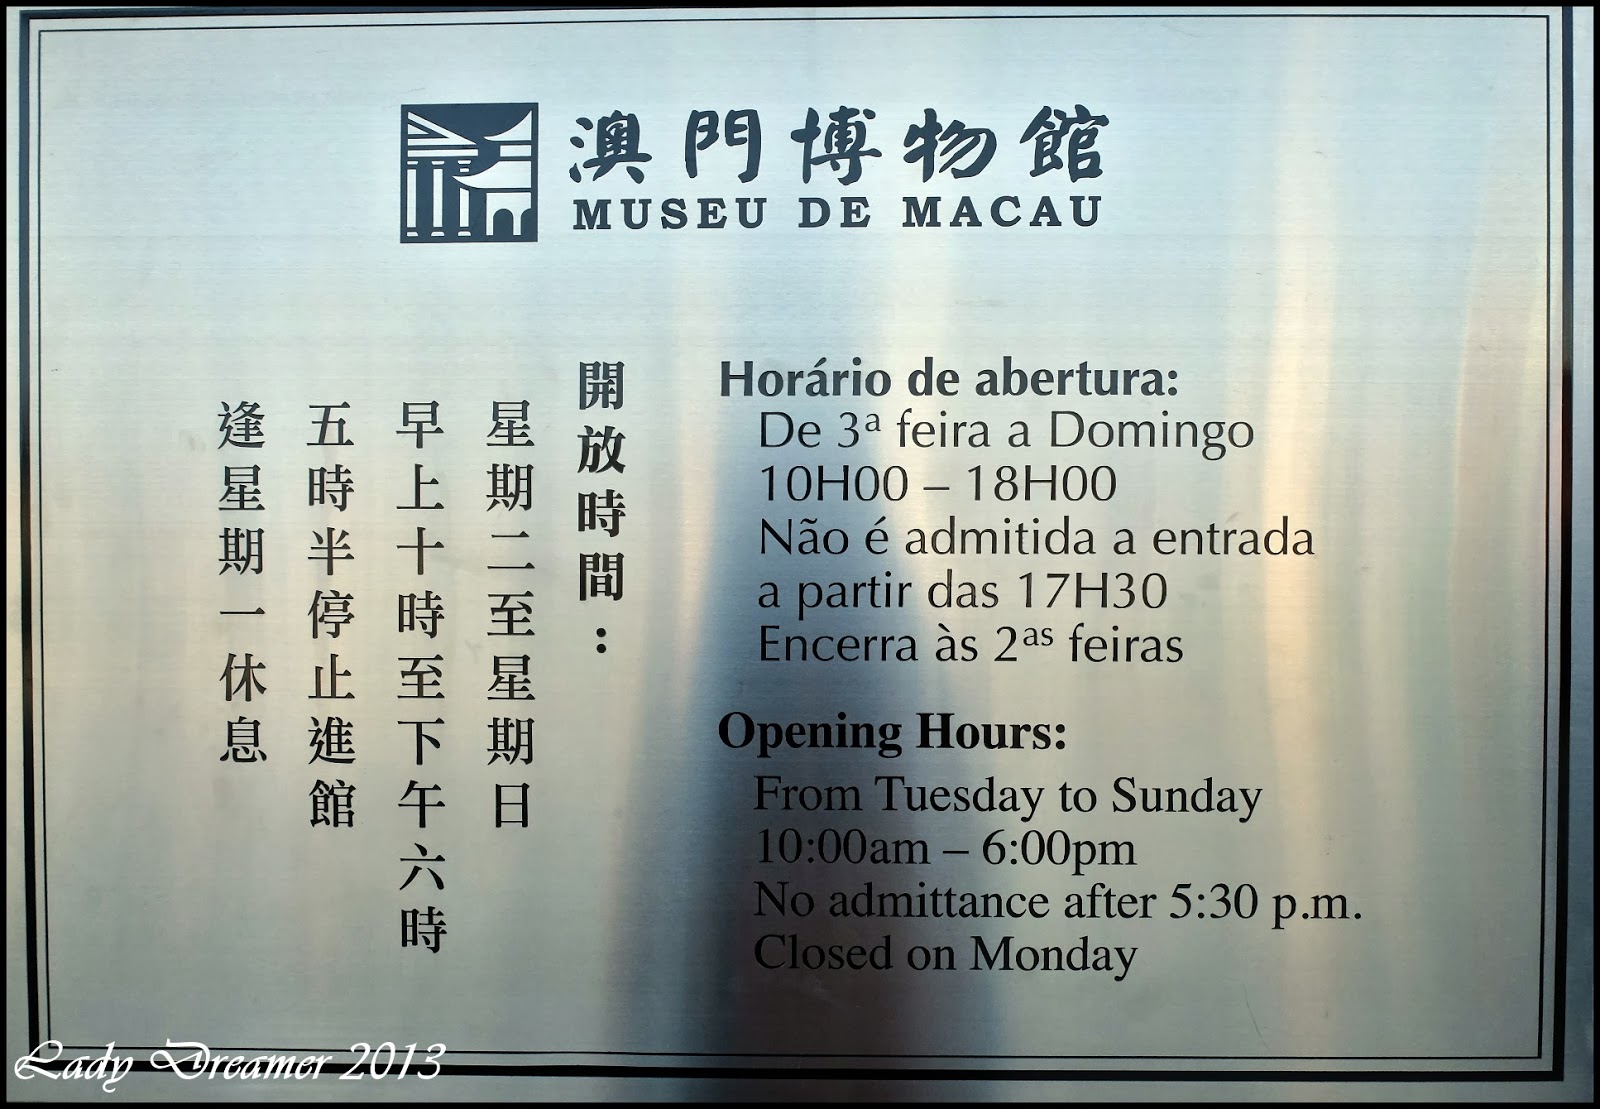 澳門博物館
MUSEU DE MACAU
開放時間：
星期二至星期日
早上十時至下午六時
五時半停止進館
逢星期一休息
Horário de abertura:
De 3ª feira a Domingo
10H00 – 18H00
Não é admitida a entrada
a partir das 17H30
Encerra às 2ᵃˢ feiras
Opening Hours:
From Tuesday to Sunday
10:00am – 6:00pm
No admittance after 5:30 p.m.
Closed on Monday
Lady Dreamer 2013